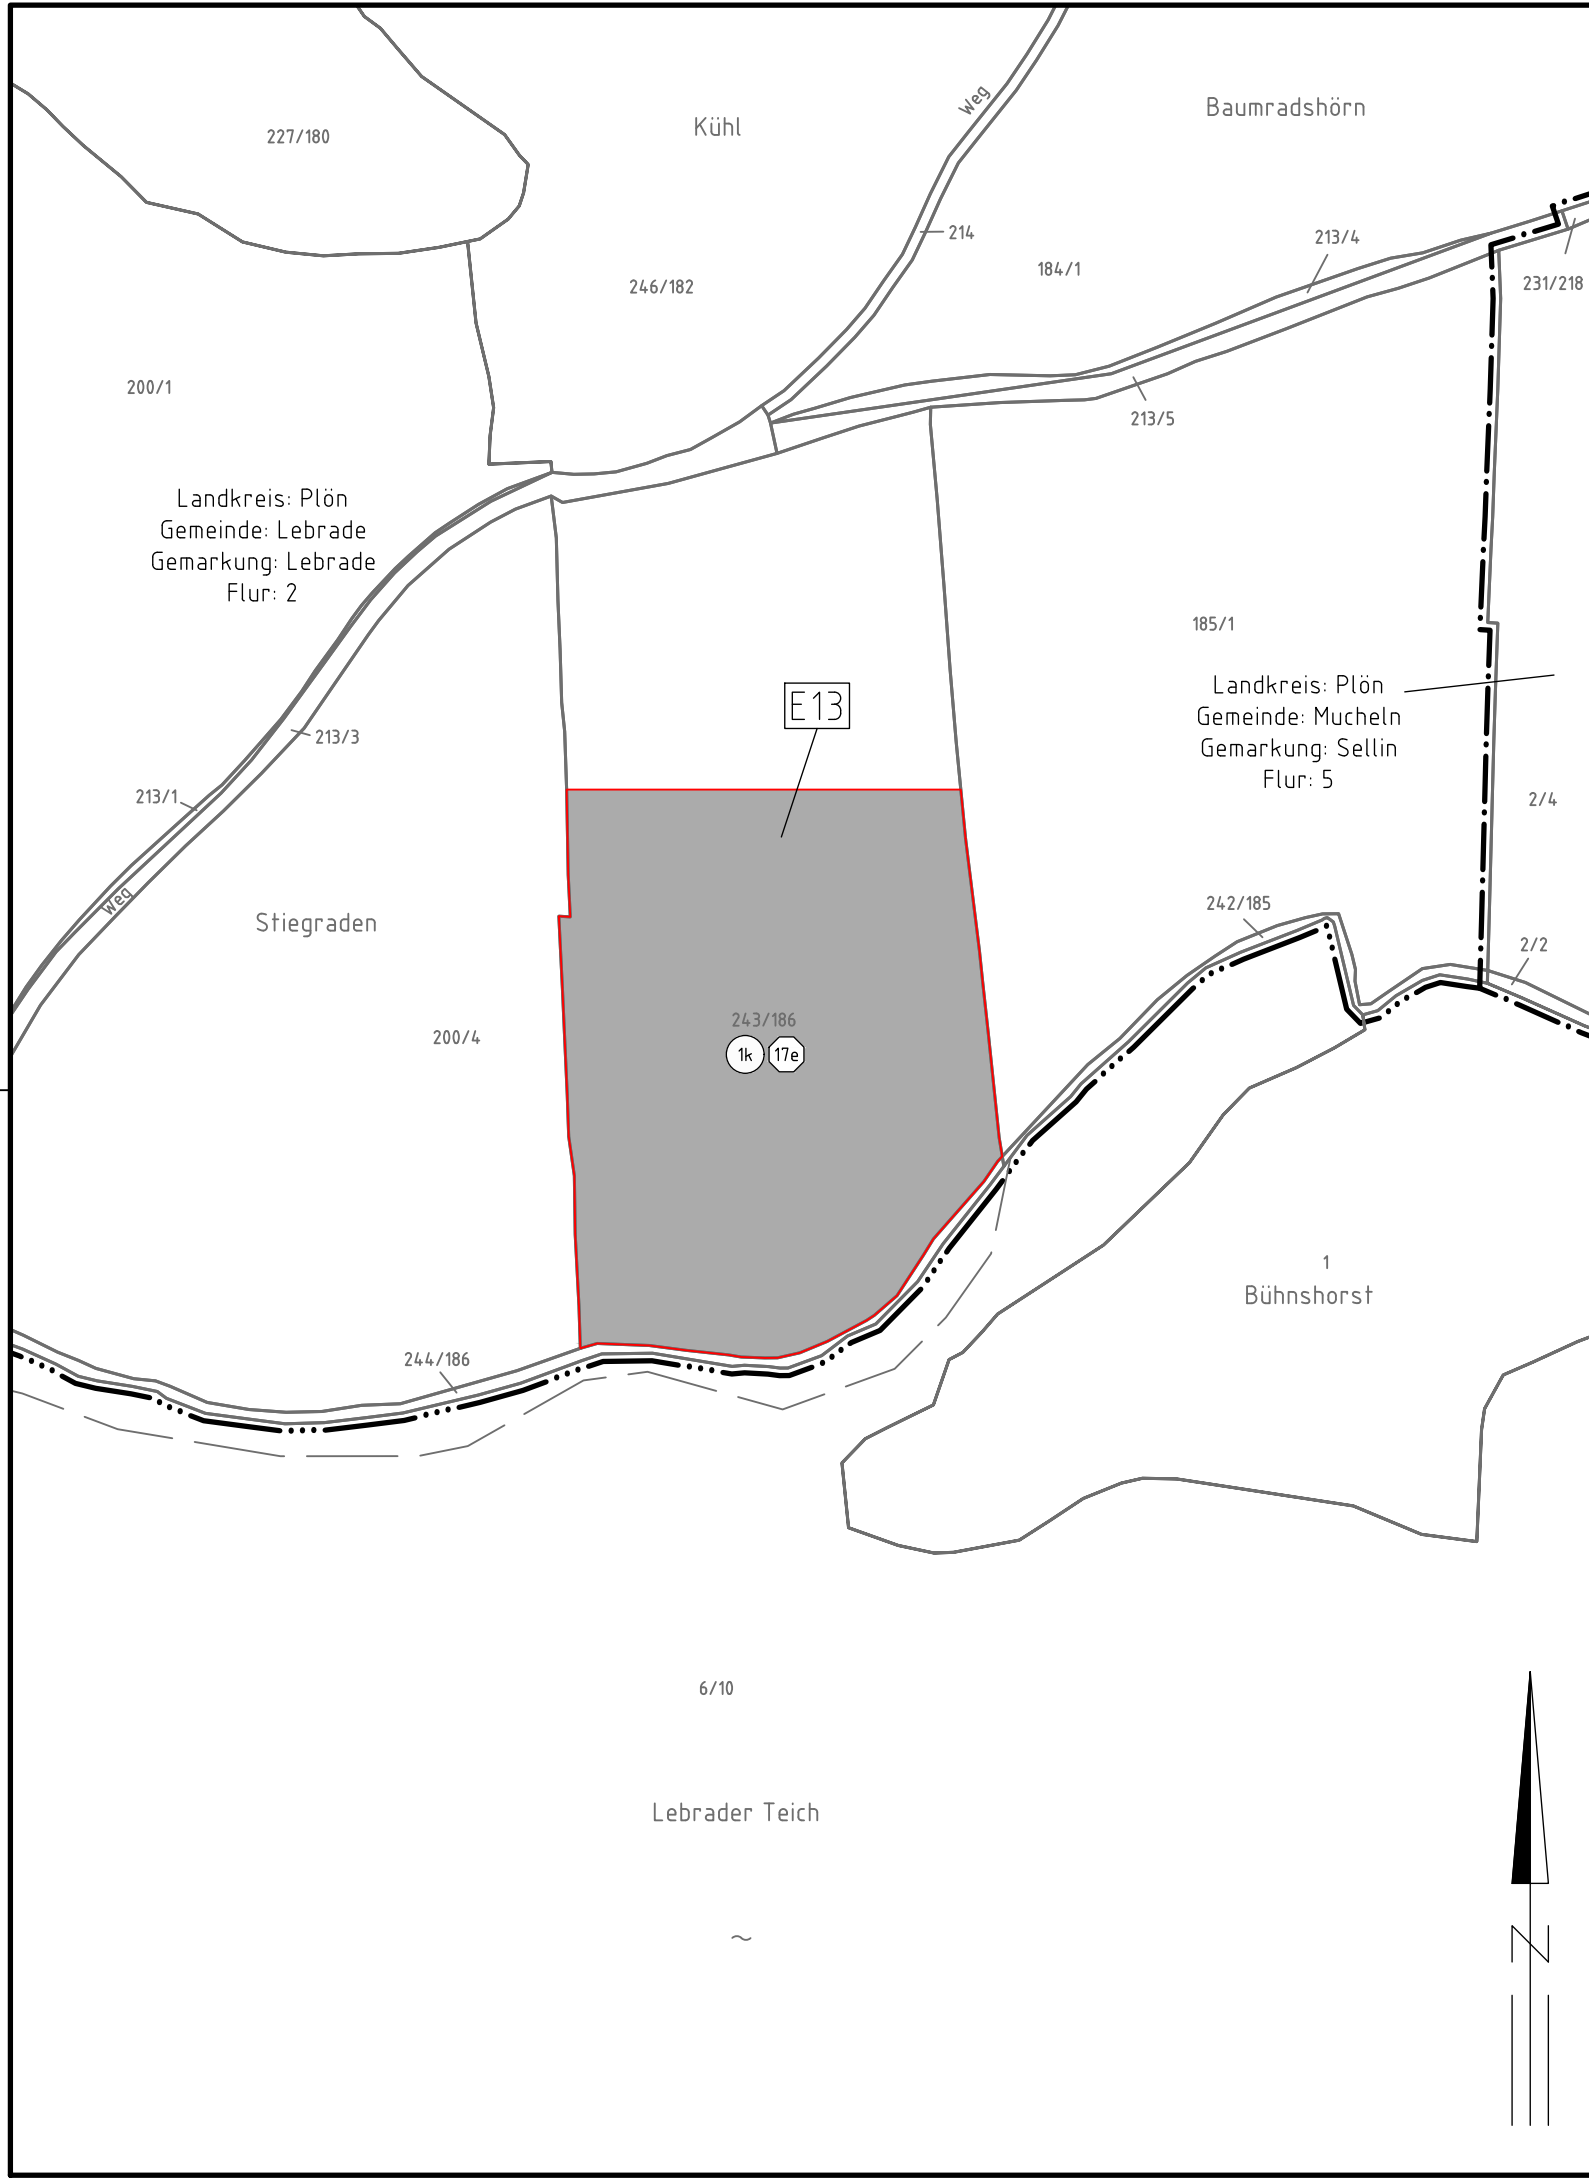 Weg
Baumradshörn
Kühl
227/180
214
213/4
184/1
246/182
231/218
200/1
213/5
Landkreis: Plön
Gemeinde: Lebrade
Gemarkung: Lebrade
Flur: 2
185/1
Landkreis: Plön
Gemeinde: Mucheln
Gemarkung: Sellin
Flur: 5
E13
213/3
213/1
2/4
Weg
Stiegraden
242/185
2/2
243/186
1k 17e
200/4
1
Bühnshorst
244/186
6/10
Lebrader Teich
~
N